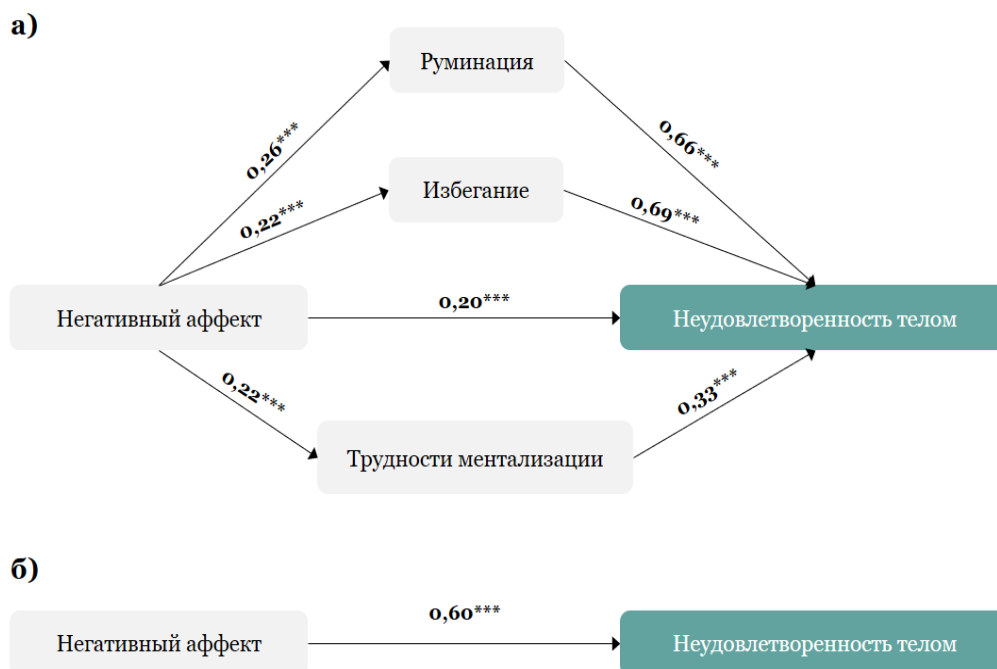 а)
Руминация
0,26***
0,66***
Избегание
0,22***
0,69***
Негативный аффект
0,20***
Неудовлетворенность телом
0,22***
0,33***
Трудности ментализации
б)
Негативный аффект
0,60***
Неудовлетворенность телом